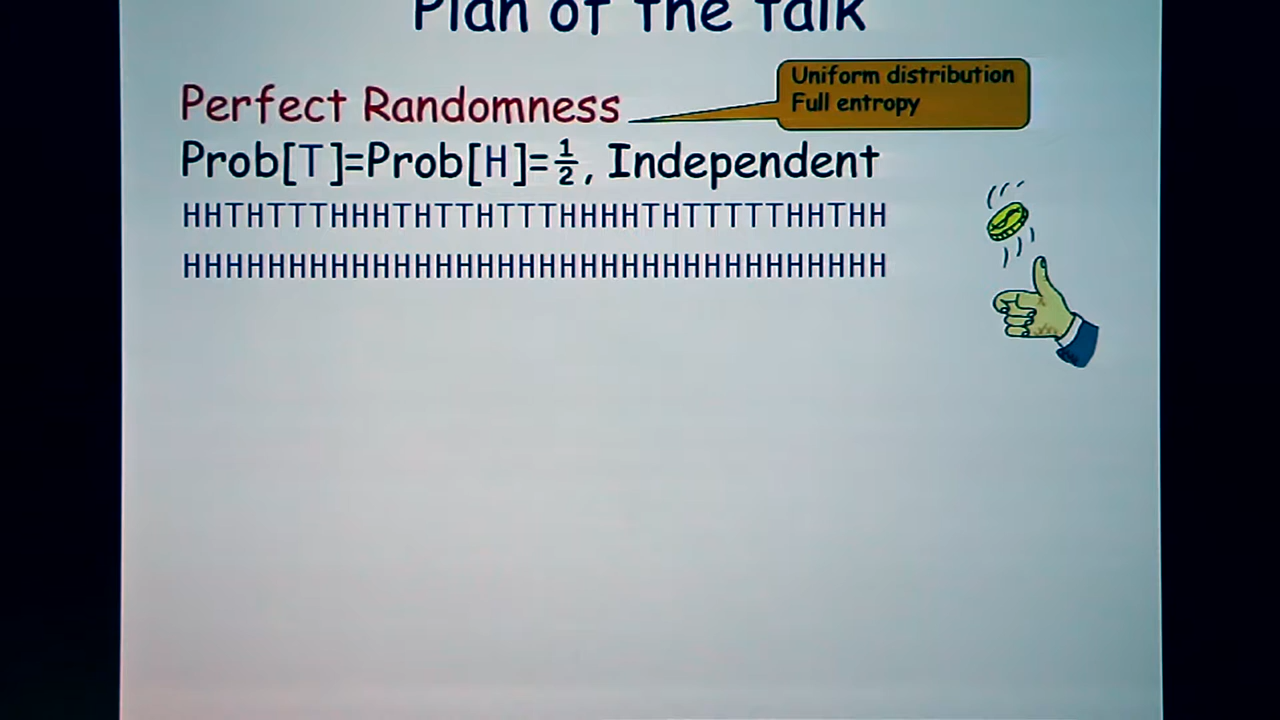 Plan of the talk
Uniform distribution
Full entropy
Perfect Randomness
Prob[T]=Prob[H]=½, Independent
HHTHTTTHHHTHTTHTTTHHHHTHTTTTTHHTHH
HHHHHHHHHHHHHHHHHHHHHHHHHHHHHHHHHH